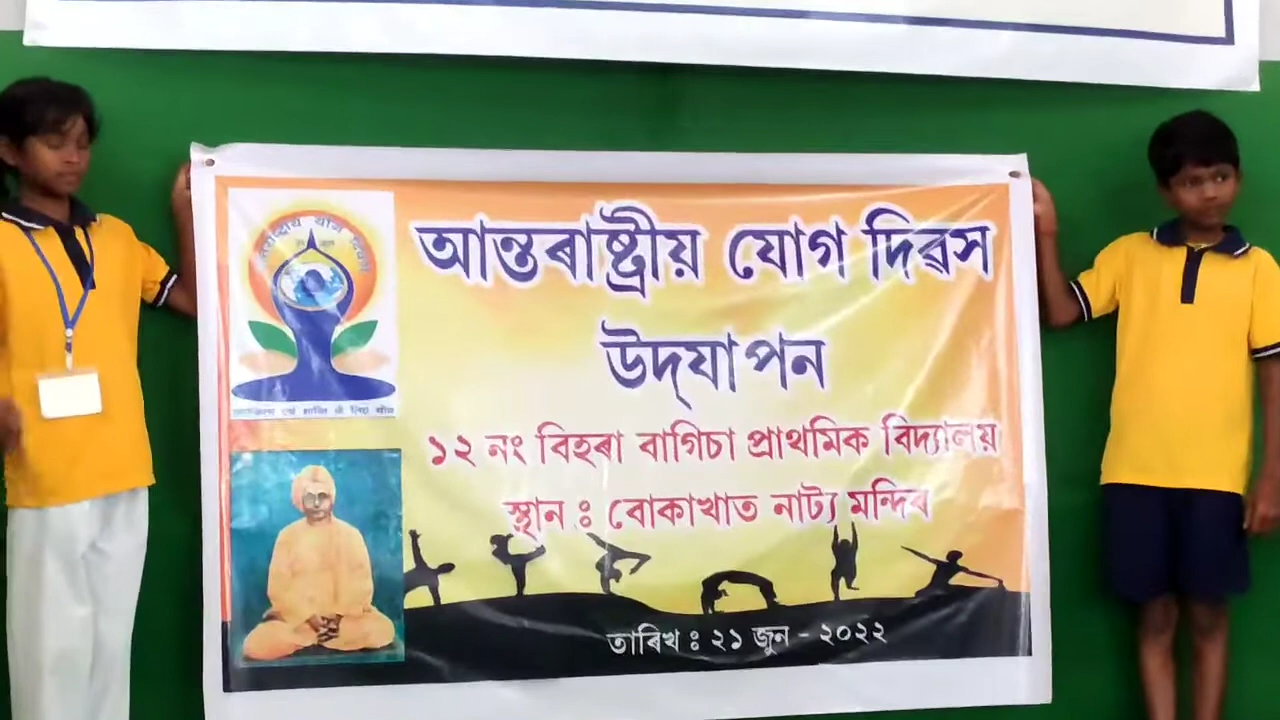 আন্তৰাষ্ট্ৰীয় যোগ দিৱস
উদ্‌যাপন
১২ নং বিহৰা বাগিচা প্ৰাথমিক বিদ্যালয়
স্থান : বোকাখাত নাট্য মন্দিৰ
তাৰিখ : ২১ জুন - ২০২২